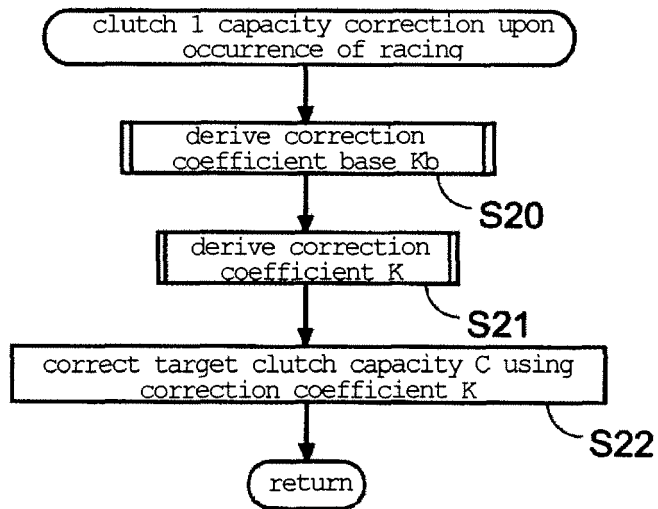 clutch 1 capacity correction upon
occurrence of racing
derive correction
coefficient base Kb
S20
derive correction
coefficient K
S21
correct target clutch capacity C using
correction coefficient K
S22
return